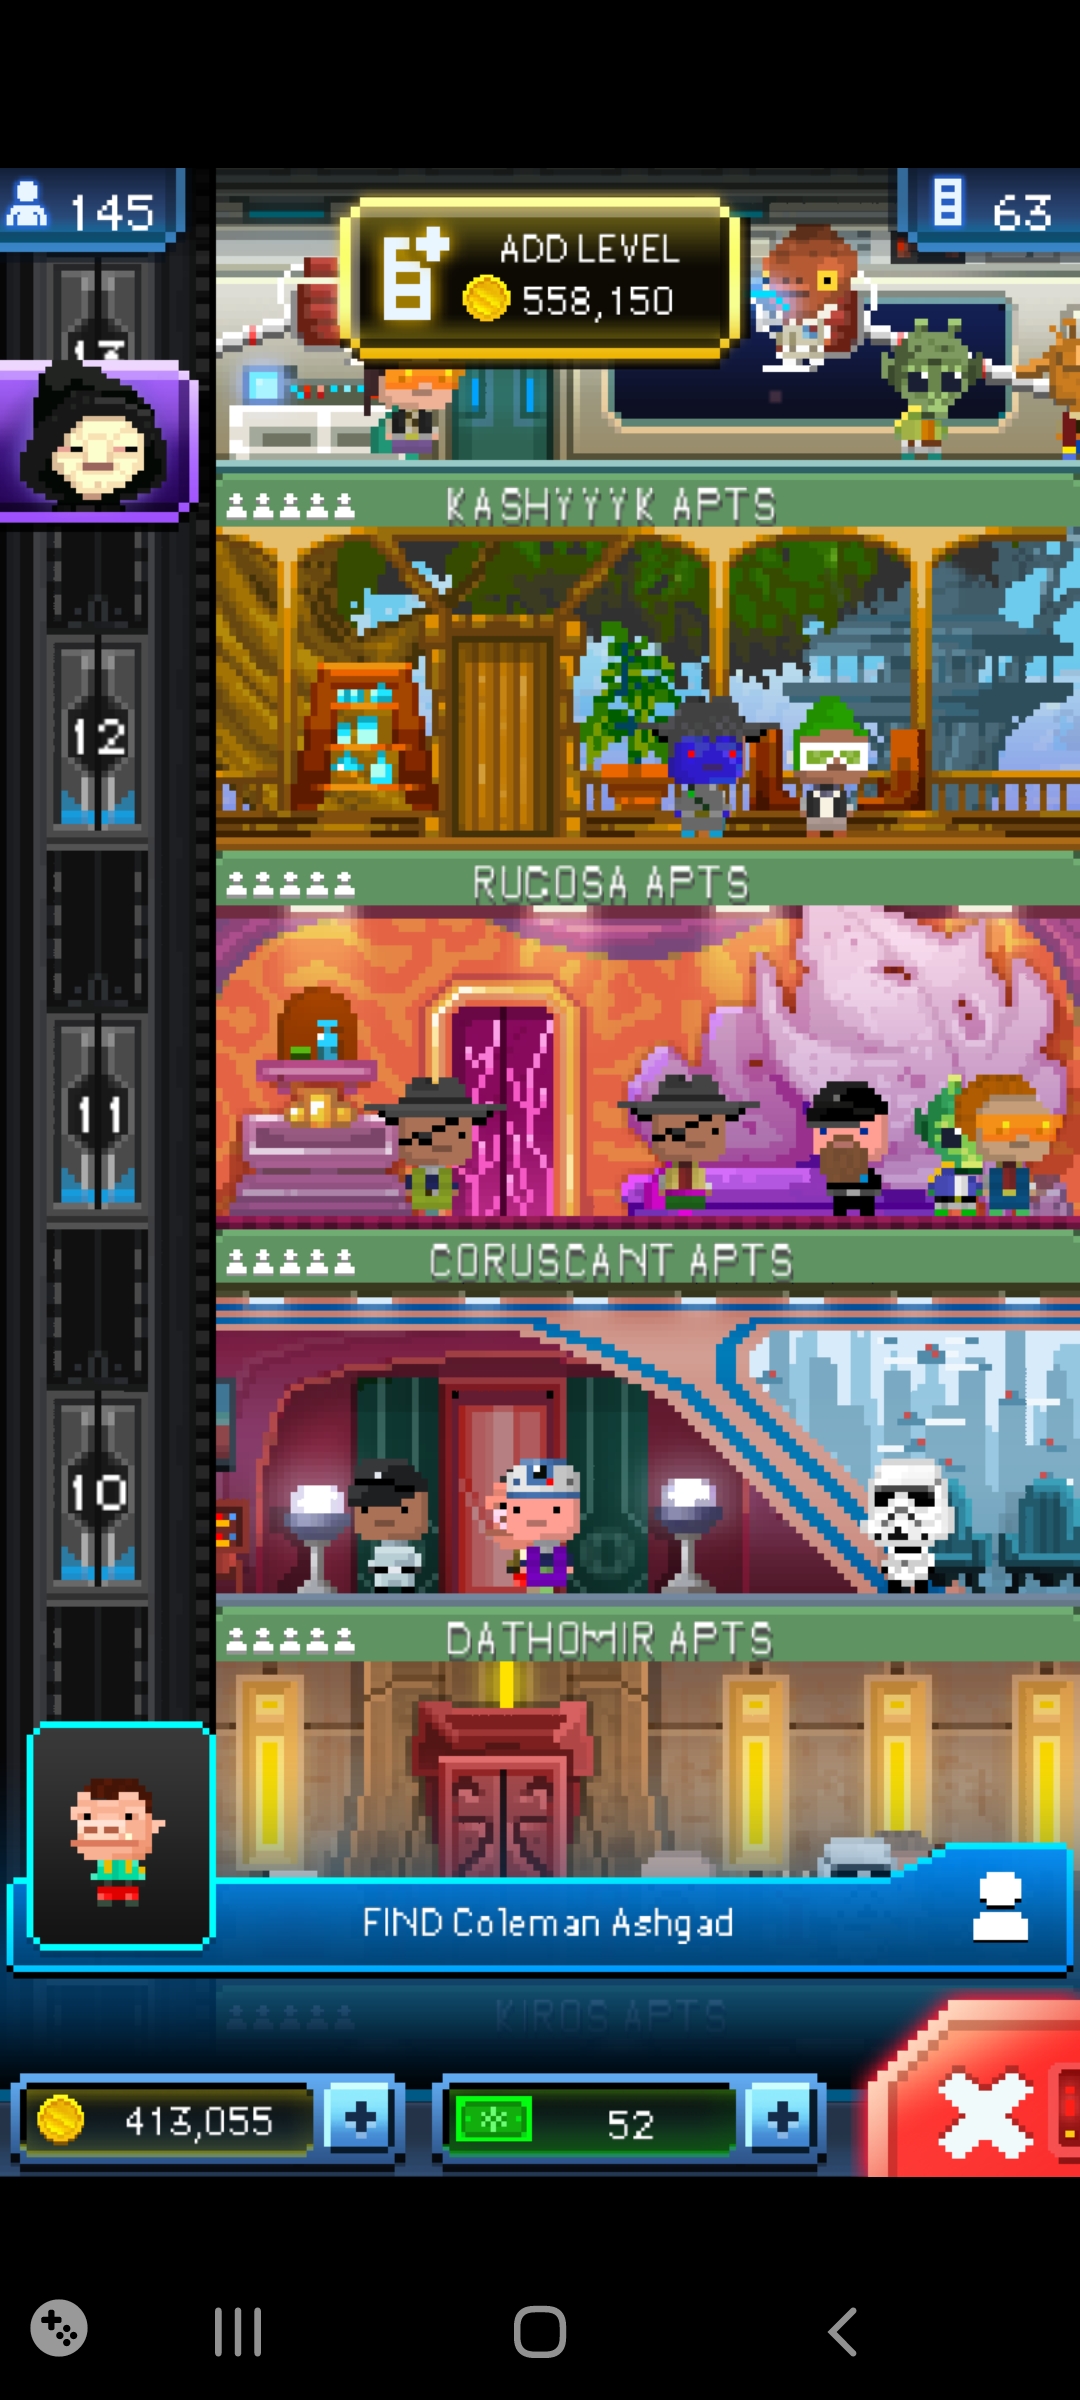 145
ADD LEVEL
558,150
63
13
KASHYYYK APTS
12
RUCOSA APTS
11
CORUSCANT APTS
10
DATHOMIR APTS
FIND Coleman Ashgad
KIROS APTS
413,055
52